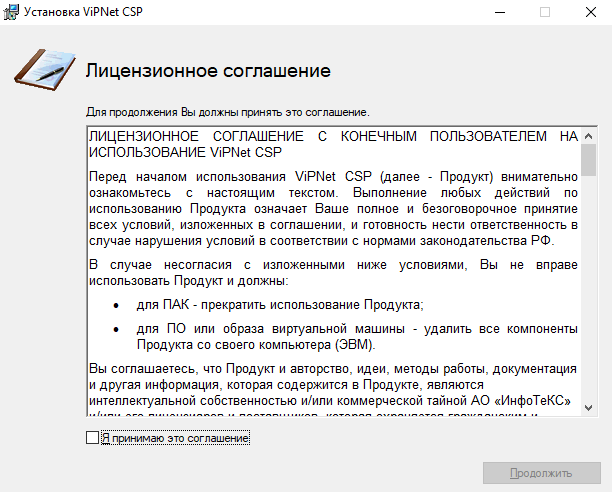 Установка ViPNet CSP
Лицензионное соглашение
Для продолжения Вы должны принять это соглашение.
ЛИЦЕНЗИОННОЕ СОГЛАШЕНИЕ С КОНЕЧНЫМ ПОЛЬЗОВАТЕЛЕМ НА
ИСПОЛЬЗОВАНИЕ ViPNet CSP
Перед началом использования ViPNet CSP (далее - Продукт) внимательно
ознакомьтесь с настоящим текстом. Выполнение любых действий по
использованию Продукта означает Ваше полное и безоговорочное принятие
всех условий, изложенных в соглашении, и готовность нести ответственность в
случае нарушения условий в соответствии с нормами законодательства РФ.
В случае несогласия с изложенными ниже условиями, Вы не вправе
использовать Продукт и должны:
• для ПАК - прекратить использование Продукта;
• для ПО или образа виртуальной машины - удалить все компоненты
Продукта со своего компьютера (ЭВМ).
Вы соглашаетесь, что Продукт и авторство, идеи, методы работы, документация
и другая информация, которая содержится в Продукте, являются
интеллектуальной собственностью и/или коммерческой тайной АО «ИнфоТеКС»
и/или его лицензиаров и поставщиков, которая охраняется гражданским и
Я принимаю это соглашение
Продолжить